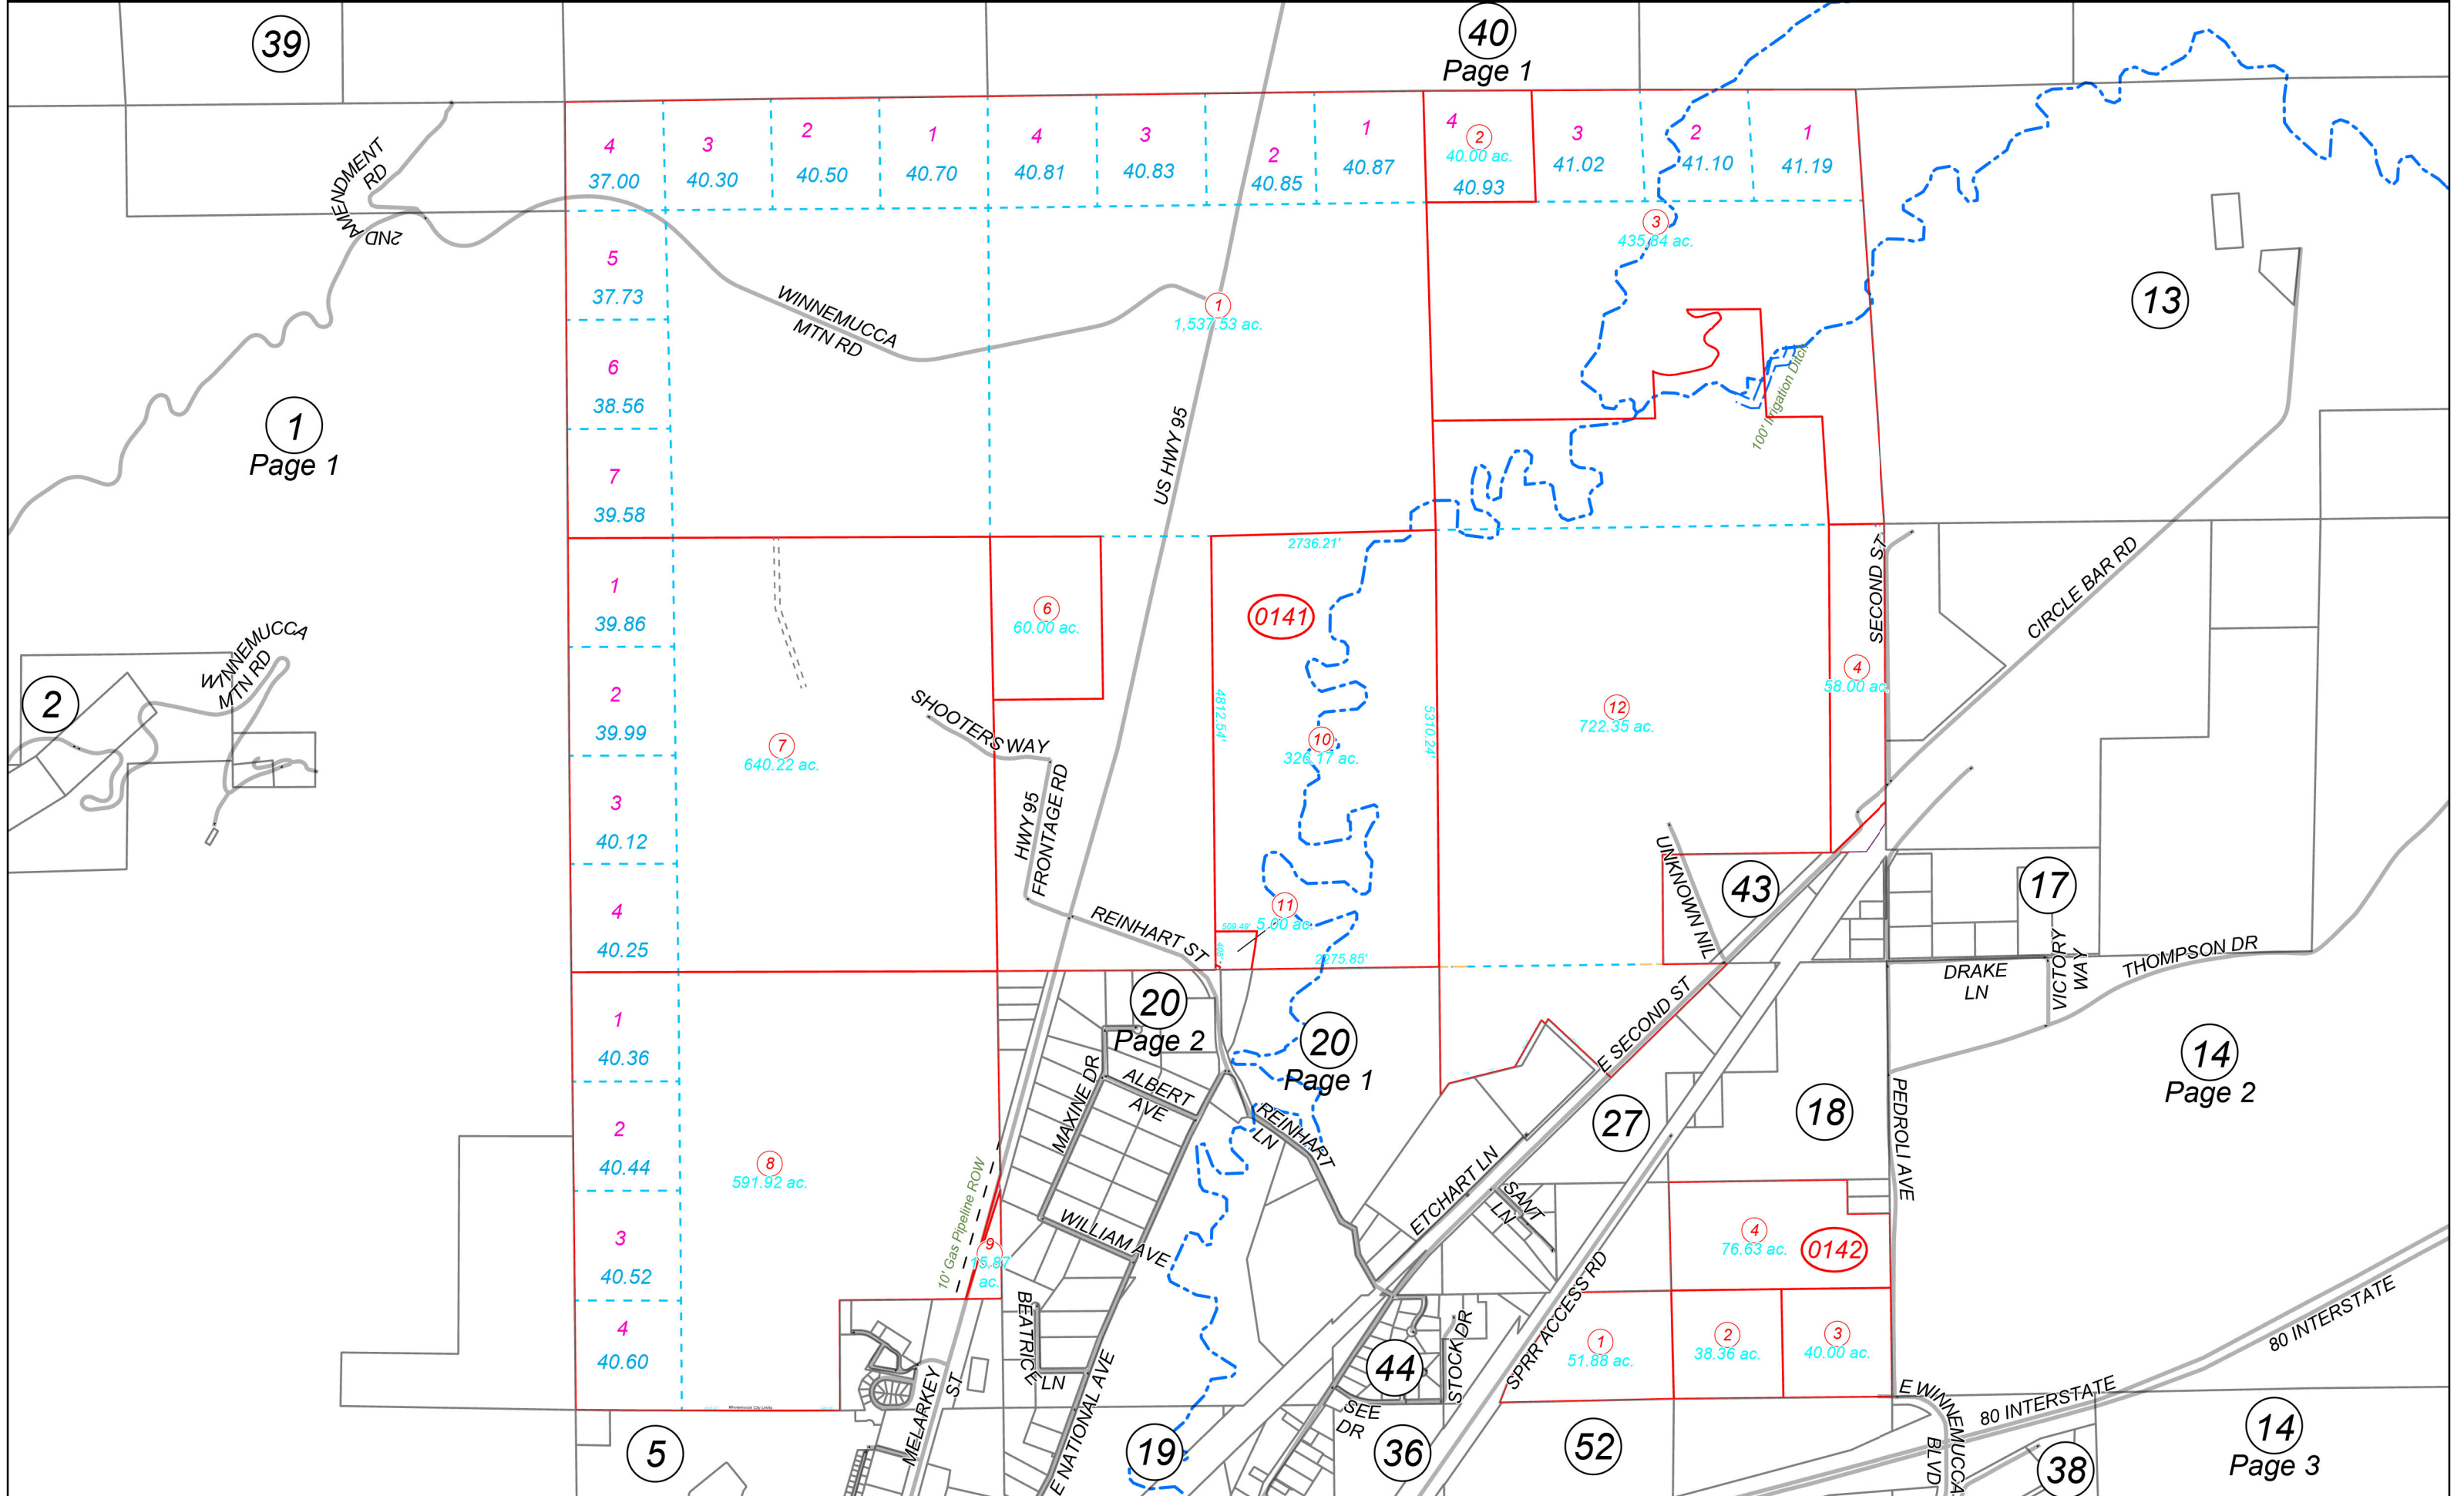 39
40
Page 1
4
3
2
1
4
3
2
1
4
2
40.00 ac.
3
2
1
37.00
40.30
40.50
40.70
40.81
40.83
40.85
40.87
40.93
41.02
41.10
41.19
2ND AMENDMENT
RD
5
37.73
3
435.84 ac.
WINNEMUCCA
MTN RD
1
1,537.53 ac.
13
6
38.56
100' Irrigation Ditch
1
Page 1
US HWY 95
7
39.58
2736.21'
SECOND ST
CIRCLE BAR RD
1
39.86
6
60.00 ac.
0141
WINNEMUCCA
MTN RD
2
2
39.99
SHOOTERS WAY
4812.54'
5310.24'
4
58.00 ac.
12
722.35 ac.
7
640.22 ac.
10
326.17 ac.
3
40.12
HWY 95
FRONTAGE RD
UNKNOWN NIL
43
17
4
40.25
REINHART ST
11
5.00 ac.
509.49'
408'
2275.85'
DRAKE
LN
VICTORY
WAY
THOMPSON DR
1
40.36
20
Page 2
20
Page 1
E SECOND ST
14
Page 2
MAXINE DR
ALBERT
AVE
REINHART
LN
27
18
PEDROLI AVE
2
40.44
8
591.92 ac.
10' Gas Pipeline ROW
ETCHART LN
SANT
LN
WILLIAM AVE
3
40.52
9
15.87
ac.
4
76.63 ac.
0142
SPRR ACCESS RD
80 INTERSTATE
4
40.60
BEATRICE
LN
1
51.88 ac.
2
38.36 ac.
3
40.00 ac.
44
STOCK DR
SEE
DR
Winnemucca City Limits
MELARKEY
ST
E NATIONAL AVE
E WINNEMUCCA
BLVD
80 INTERSTATE
5
19
36
52
38
14
Page 3